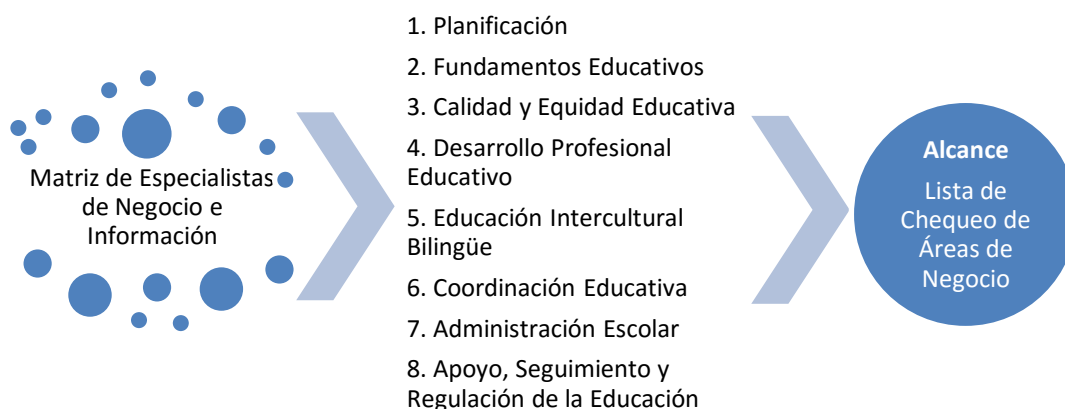 Matriz de Especialistas
de Negocio e
Información
1. Planificación
2. Fundamentos Educativos
3. Calidad y Equidad Educativa
4. Desarrollo Profesional
Educativo
5. Educación Intercultural
Bilingüe
6. Coordinación Educativa
7. Administración Escolar
8. Apoyo, Seguimiento y
Regulación de la Educación
Alcance
Lista de
Chequeo de
Áreas de
Negocio